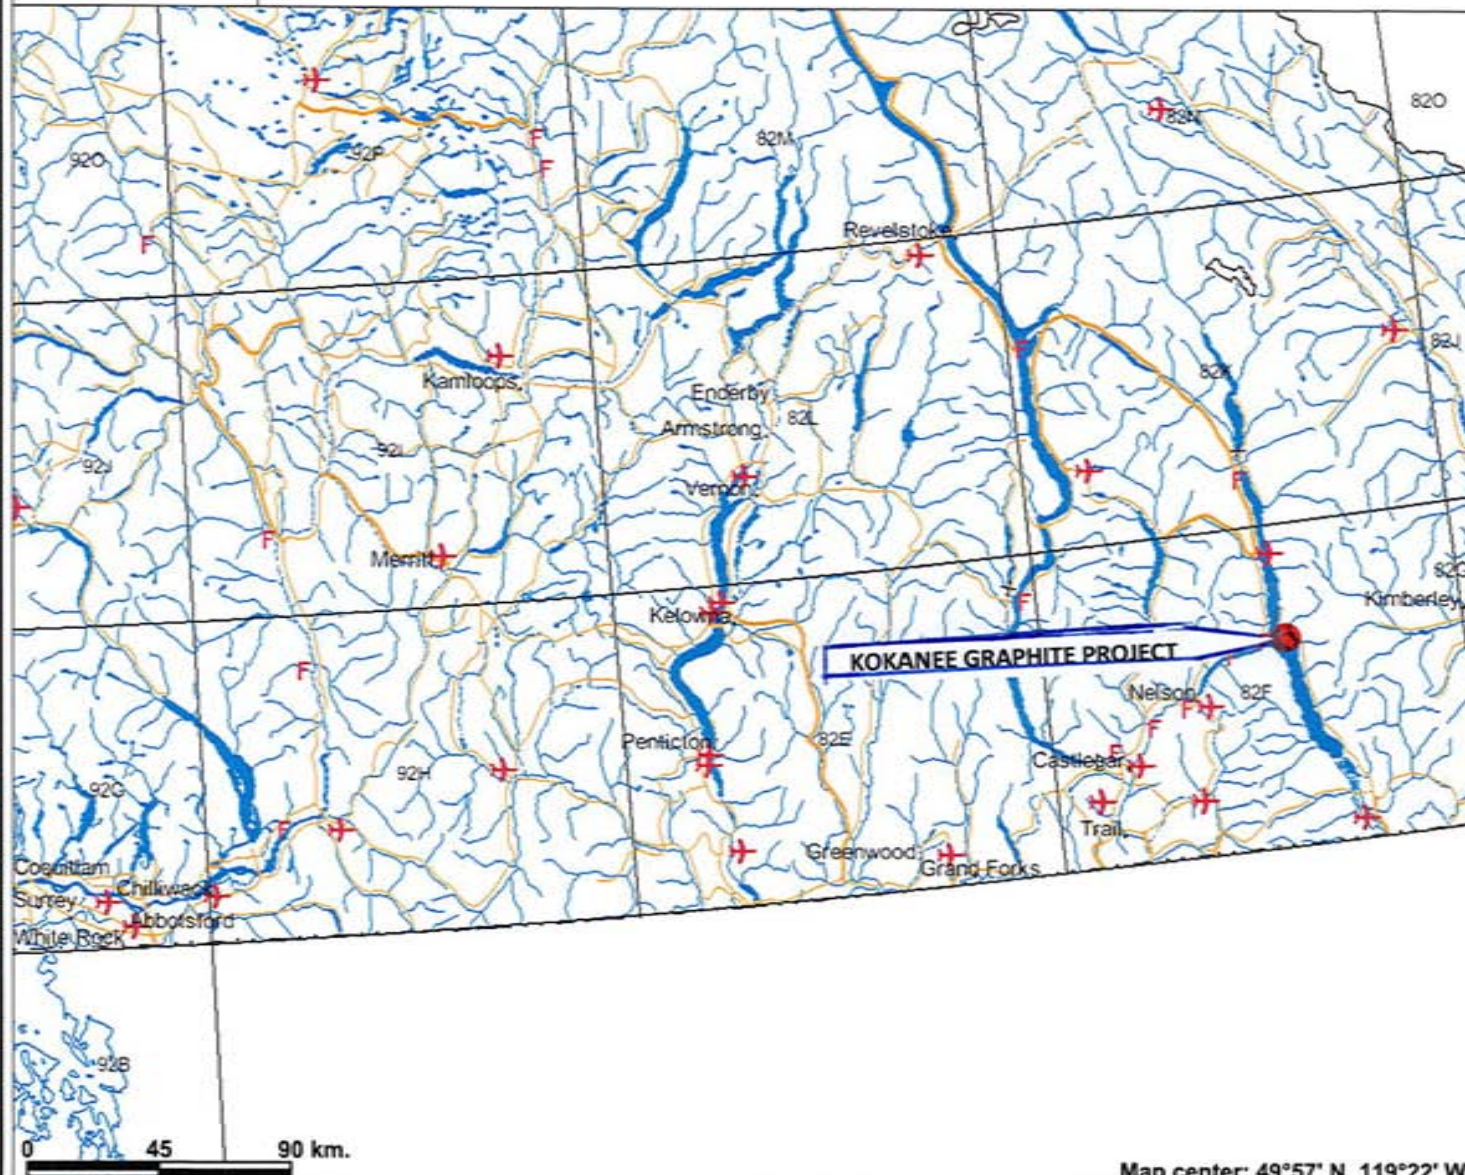 82O
92O
92P
82M
82N
Revelstoke
82J
Kamloops
82K
Enderby
82L
Armstrong
92I
92J
Vernon
Merritt
82G
Kimberley
Kelowna
KOKANEE GRAPHITE PROJECT
Nelson
82F
Penticton
82E
Castlegar
92H
92G
Trail
Greenwood
Grand Forks
Coquitlam
Chilliwack
Surrey
Abbotsford
White Rock
92B
0 45 90 km.
Map center: 49°57' N, 119°22' W
F
F
F
F
F
F
F
F
F
F
F
F